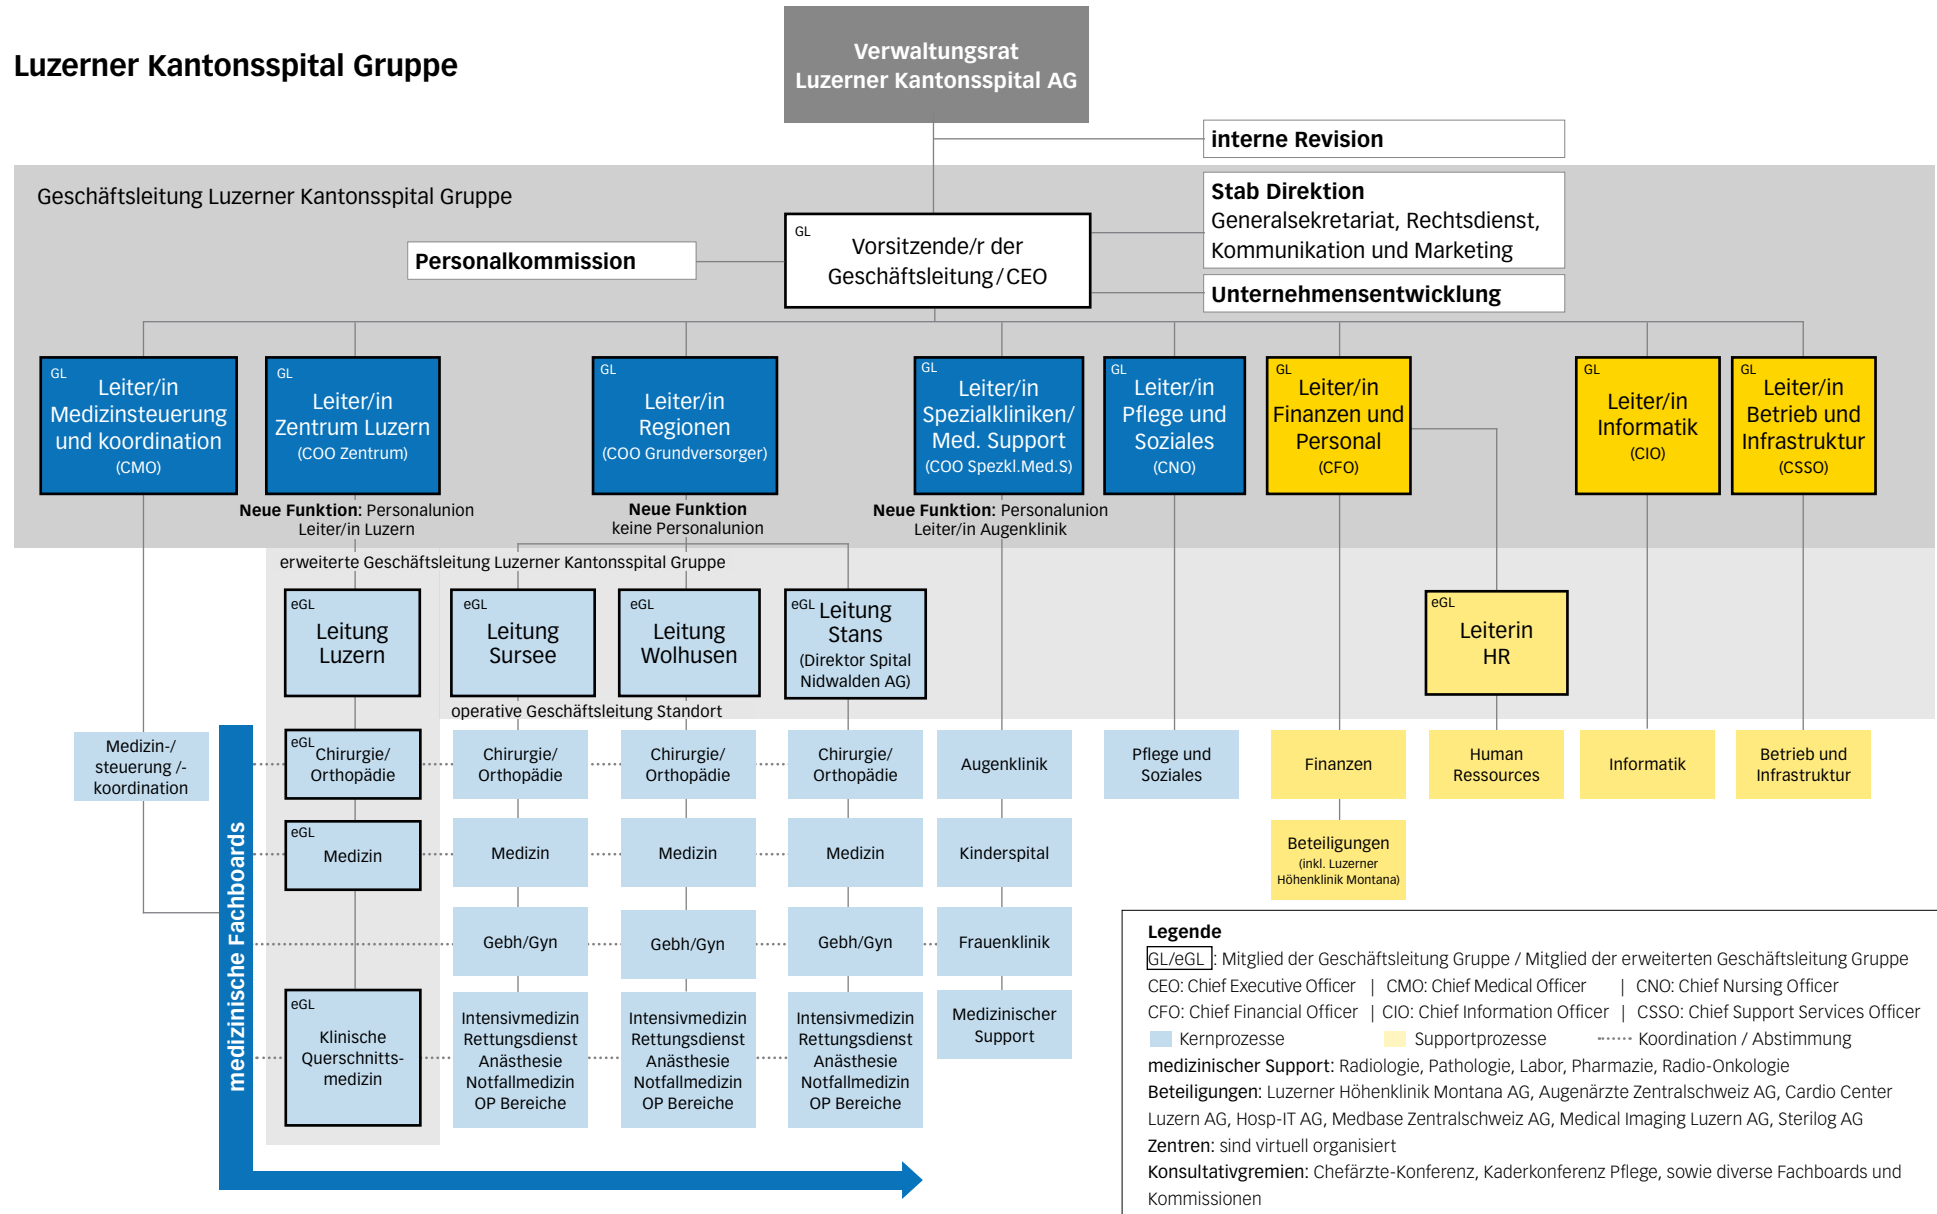 Luzerner Kantonsspital Gruppe
Verwaltungsrat
Luzerner Kantonsspital AG
interne Revision
Geschäftsleitung Luzerner Kantonsspital Gruppe
Stab Direktion
Generalsekretariat, Rechtsdienst,
Kommunikation und Marketing
Personalkommission
GL
Vorsitzende/r der
Geschäftsleitung/CEO
Unternehmensentwicklung
GL
Leiter/in
Medizinsteuerung
und koordination
(CMO)
GL
Leiter/in
Zentrum Luzern
(COO Zentrum)
GL
Leiter/in
Regionen
(COO Grundversorger)
GL
Leiter/in
Spezialkliniken/
Med. Support
(COO Spezkl.Med.S)
GL
Leiter/in
Pflege und
Soziales
(CNO)
GL
Leiter/in
Finanzen und
Personal
(CFO)
GL
Leiter/in
Informatik
(CIO)
GL
Leiter/in
Betrieb und
Infrastruktur
(CSSO)
Neue Funktion: Personalunion
Leiter/in Luzern
Neue Funktion
keine Personalunion
Neue Funktion: Personalunion
Leiter/in Augenklinik
erweiterte Geschäftsleitung Luzerner Kantonsspital Gruppe
eGL
Leitung
Luzern
eGL
Leitung
Sursee
eGL
Leitung
Wolhusen
eGL
Leitung
Stans
(Direktor Spital
Nidwalden AG)
eGL
Leiterin
HR
operative Geschäftsleitung Standort
Medizin-/
steuerung /-
koordination
medizinische Fachboards
eGL
Chirurgie/
Orthopädie
Chirurgie/
Orthopädie
Chirurgie/
Orthopädie
Chirurgie/
Orthopädie
Augenklinik
Pflege und
Soziales
Finanzen
Human
Ressources
Informatik
Betrieb und
Infrastruktur
eGL
Medizin
Medizin
Medizin
Medizin
Kinderspital
Beteiligungen
(inkl. Luzerner
Höhenklinik Montana)
Gebh/Gyn
Gebh/Gyn
Gebh/Gyn
Frauenklinik
eGL
Klinische
Querschnitts-
medizin
Intensivmedizin
Rettungsdienst
Anästhesie
Notfallmedizin
OP Bereiche
Intensivmedizin
Rettungsdienst
Anästhesie
Notfallmedizin
OP Bereiche
Intensivmedizin
Rettungsdienst
Anästhesie
Notfallmedizin
OP Bereiche
Medizinischer
Support
Legende
GL/eGL : Mitglied der Geschäftsleitung Gruppe / Mitglied der erweiterten Geschäftsleitung Gruppe
CEO: Chief Executive Officer | CMO: Chief Medical Officer | CNO: Chief Nursing Officer
CFO: Chief Financial Officer | CIO: Chief Information Officer | CSSO: Chief Support Services Officer
Kernprozesse Supportprozesse Koordination / Abstimmung
medizinischer Support: Radiologie, Pathologie, Labor, Pharmazie, Radio-Onkologie
Beteiligungen: Luzerner Höhenklinik Montana AG, Augenärzte Zentralschweiz AG, Cardio Center
Luzern AG, Hosp-IT AG, Medbase Zentralschweiz AG, Medical Imaging Luzern AG, Sterilog AG
Zentren: sind virtuell organisiert
Konsultativgremien: Chefärzte-Konferenz, Kaderkonferenz Pflege, sowie diverse Fachboards und
Kommissionen